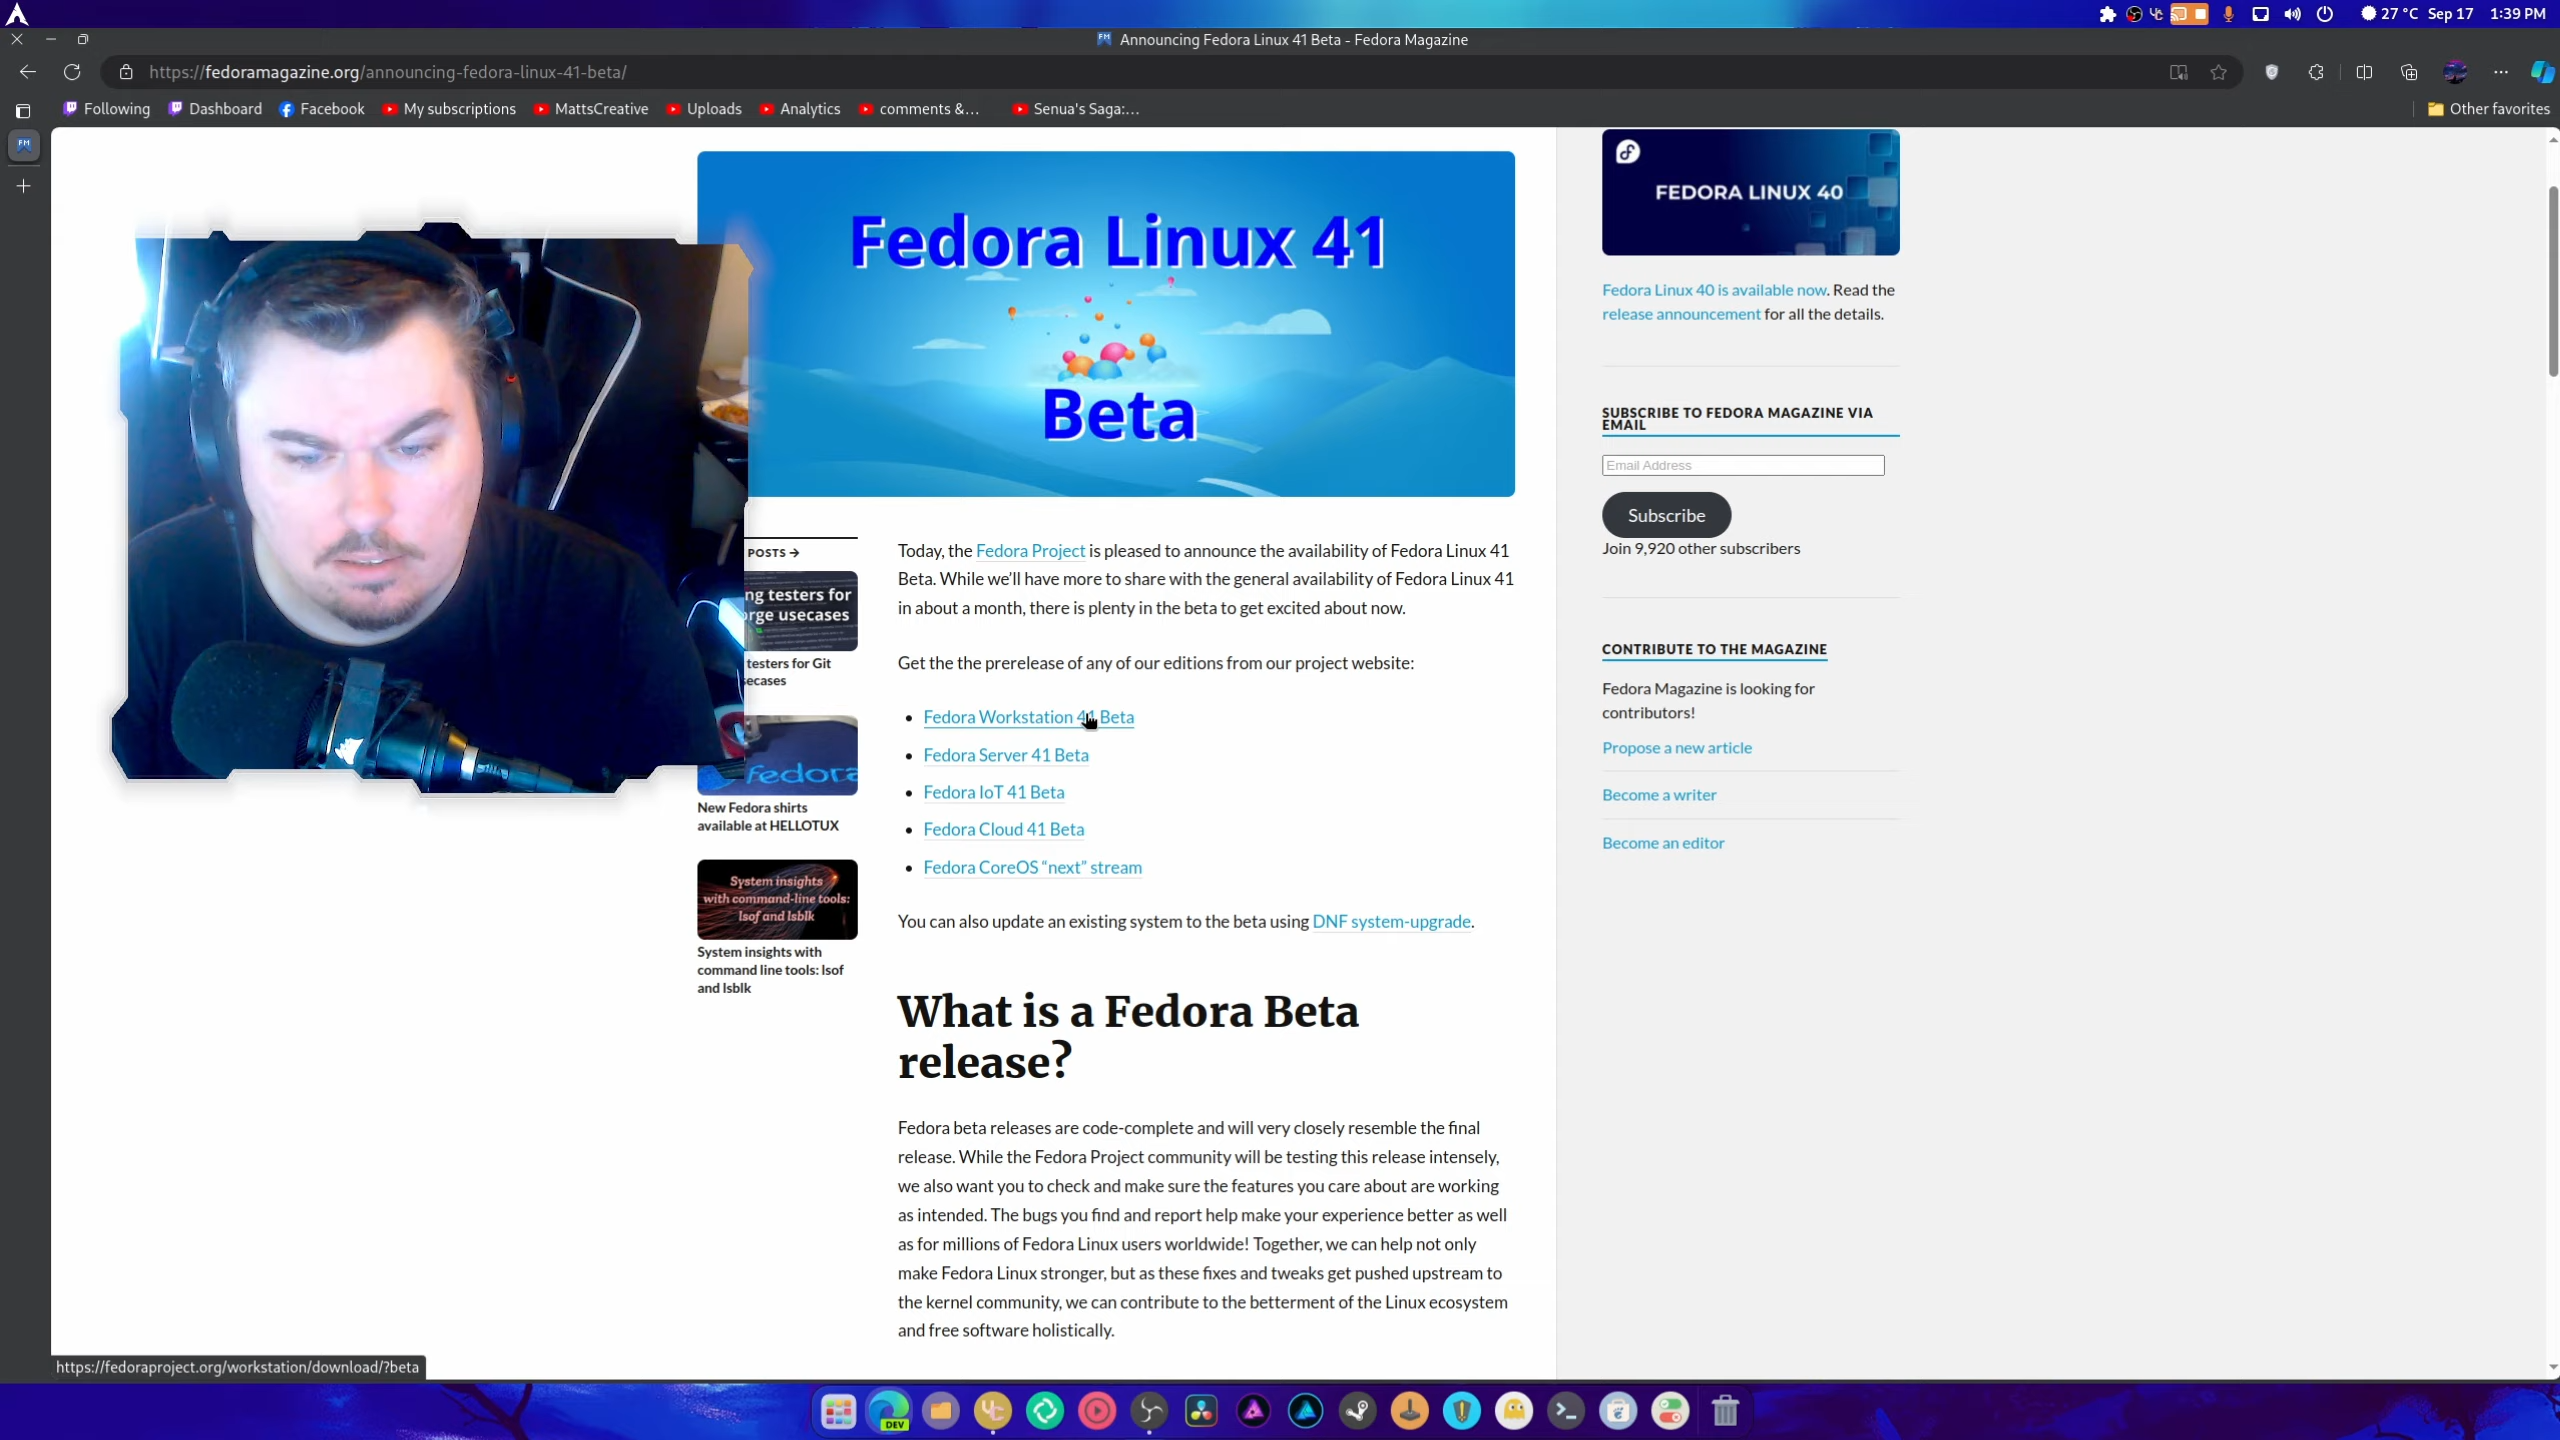 27 °C Sep 17 1:39 PM
Announcing Fedora Linux 41 Beta - Fedora Magazine
https://fedoramagazine.org/announcing-fedora-linux-41-beta/
Following Dashboard Facebook My subscriptions MattsCreative Uploads Analytics comments &... Senua's Saga:... Other favorites
Fedora Linux 41
Beta
POSTS →
ng testers for
orge usecases
testers for Git
secases
fedora
New Fedora shirts
available at HELLOTUX
System insights
with command-line tools:
lsof and lsblk
System insights with
command line tools: lsof
and lsblk
Today, the Fedora Project is pleased to announce the availability of Fedora Linux 41
Beta. While we’ll have more to share with the general availability of Fedora Linux 41
in about a month, there is plenty in the beta to get excited about now.
Get the the prerelease of any of our editions from our project website:
• Fedora Workstation 41 Beta
• Fedora Server 41 Beta
• Fedora IoT 41 Beta
• Fedora Cloud 41 Beta
• Fedora CoreOS “next” stream
You can also update an existing system to the beta using DNF system-upgrade.
What is a Fedora Beta
release?
Fedora beta releases are code-complete and will very closely resemble the final
release. While the Fedora Project community will be testing this release intensely,
we also want you to check and make sure the features you care about are working
as intended. The bugs you find and report help make your experience better as well
as for millions of Fedora Linux users worldwide! Together, we can help not only
make Fedora Linux stronger, but as these fixes and tweaks get pushed upstream to
the kernel community, we can contribute to the betterment of the Linux ecosystem
and free software holistically.
FEDORA LINUX 40
Fedora Linux 40 is available now. Read the
release announcement for all the details.
SUBSCRIBE TO FEDORA MAGAZINE VIA
EMAIL
Email Address
Subscribe
Join 9,920 other subscribers
CONTRIBUTE TO THE MAGAZINE
Fedora Magazine is looking for
contributors!
Propose a new article
Become a writer
Become an editor
https://fedoraproject.org/workstation/download/?beta
DEV